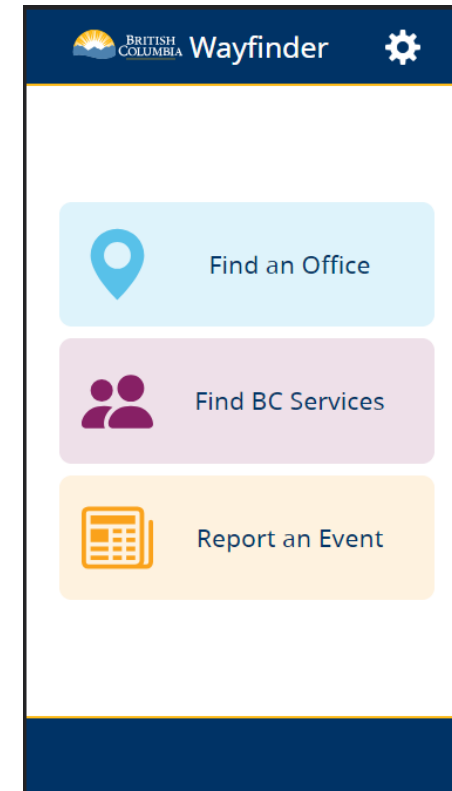 BRITISH
COLUMBIA
Wayfinder
Find an Office
Find BC Services
Report an Event